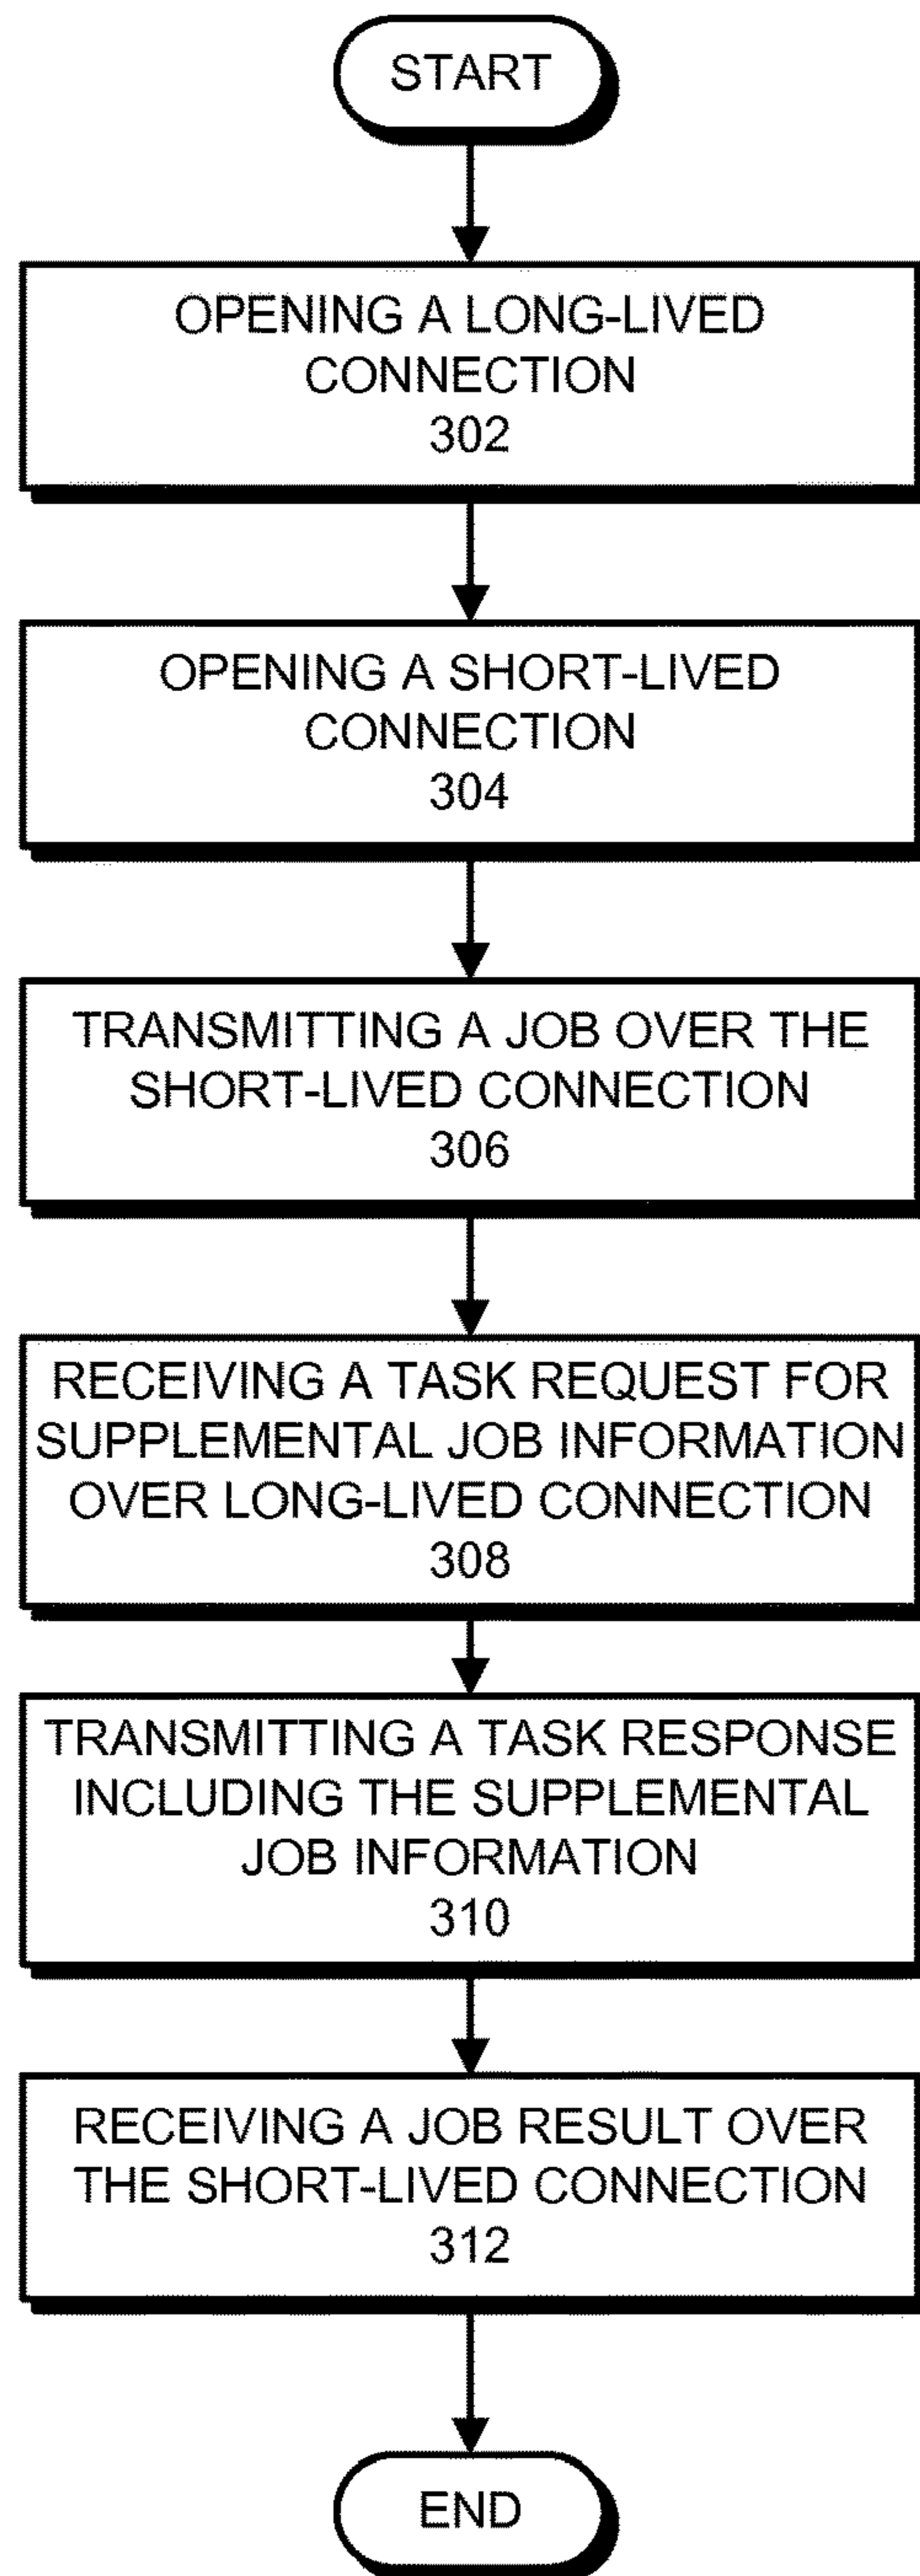 START
OPENING A LONG-LIVED
CONNECTION
302
OPENING A SHORT-LIVED
CONNECTION
304
TRANSMITTING A JOB OVER THE
SHORT-LIVED CONNECTION
306
RECEIVING A TASK REQUEST FOR
SUPPLEMENTAL JOB INFORMATION
OVER LONG-LIVED CONNECTION
308
TRANSMITTING A TASK RESPONSE
INCLUDING THE SUPPLEMENTAL
JOB INFORMATION
310
RECEIVING A JOB RESULT OVER
THE SHORT-LIVED CONNECTION
312
END